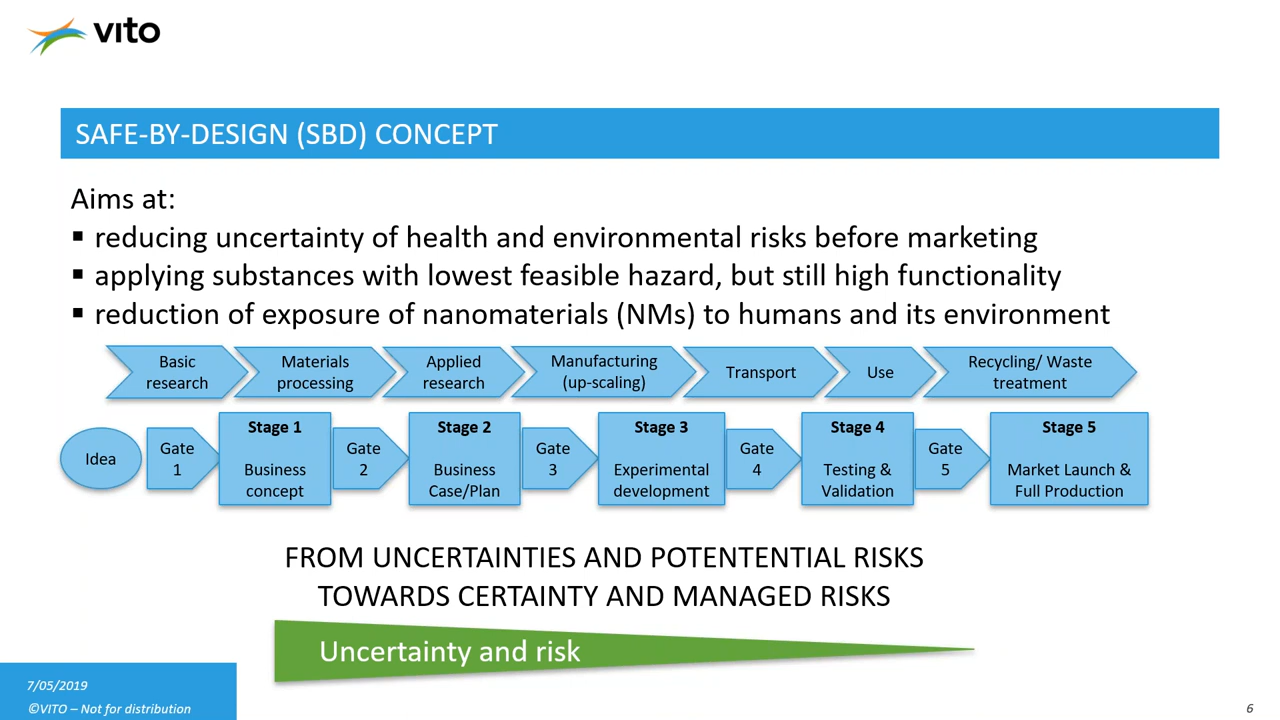 vito
SAFE-BY-DESIGN (SBD) CONCEPT
Aims at:
▪ reducing uncertainty of health and environmental risks before marketing
▪ applying substances with lowest feasible hazard, but still high functionality
▪ reduction of exposure of nanomaterials (NMs) to humans and its environment
Basic
research
Materials
processing
Applied
research
Manufacturing
(up-scaling)
Transport
Use
Recycling/ Waste
treatment
Idea
Gate
1
Stage 1
Business
concept
Gate
2
Stage 2
Business
Case/Plan
Gate
3
Stage 3
Experimental
development
Gate
4
Stage 4
Testing &
Validation
Gate
5
Stage 5
Market Launch &
Full Production
FROM UNCERTAINTIES AND POTENTENTIAL RISKS
TOWARDS CERTAINTY AND MANAGED RISKS
Uncertainty and risk
7/05/2019
©VITO – Not for distribution
6